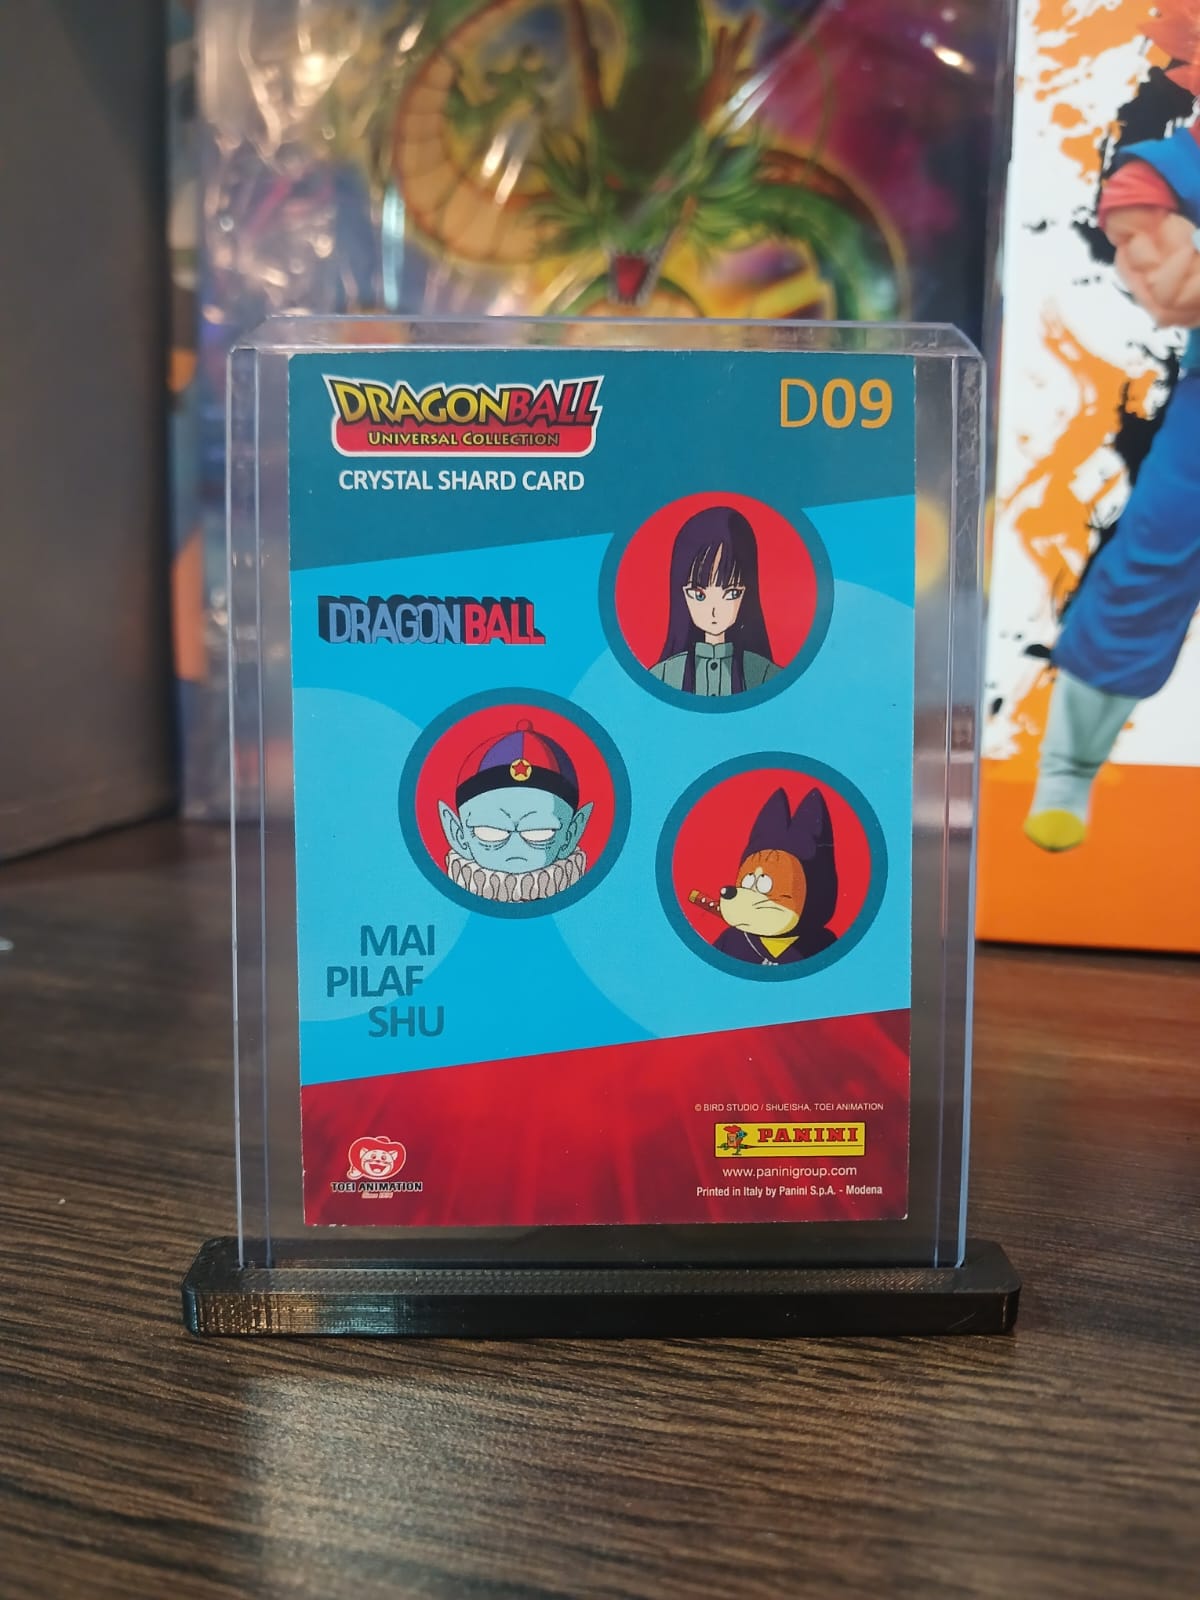 DRAGONBALL
UNIVERSAL COLLECTION
CRYSTAL SHARD CARD
D09
DRAGONBALL
MAI
PILAF
SHU
© BIRD STUDIO / SHUEISHA, TOEI ANIMATION
PANINI
www.paninigroup.com
Printed in Italy by Panini S.p.A. - Modena
TOEI ANIMATION